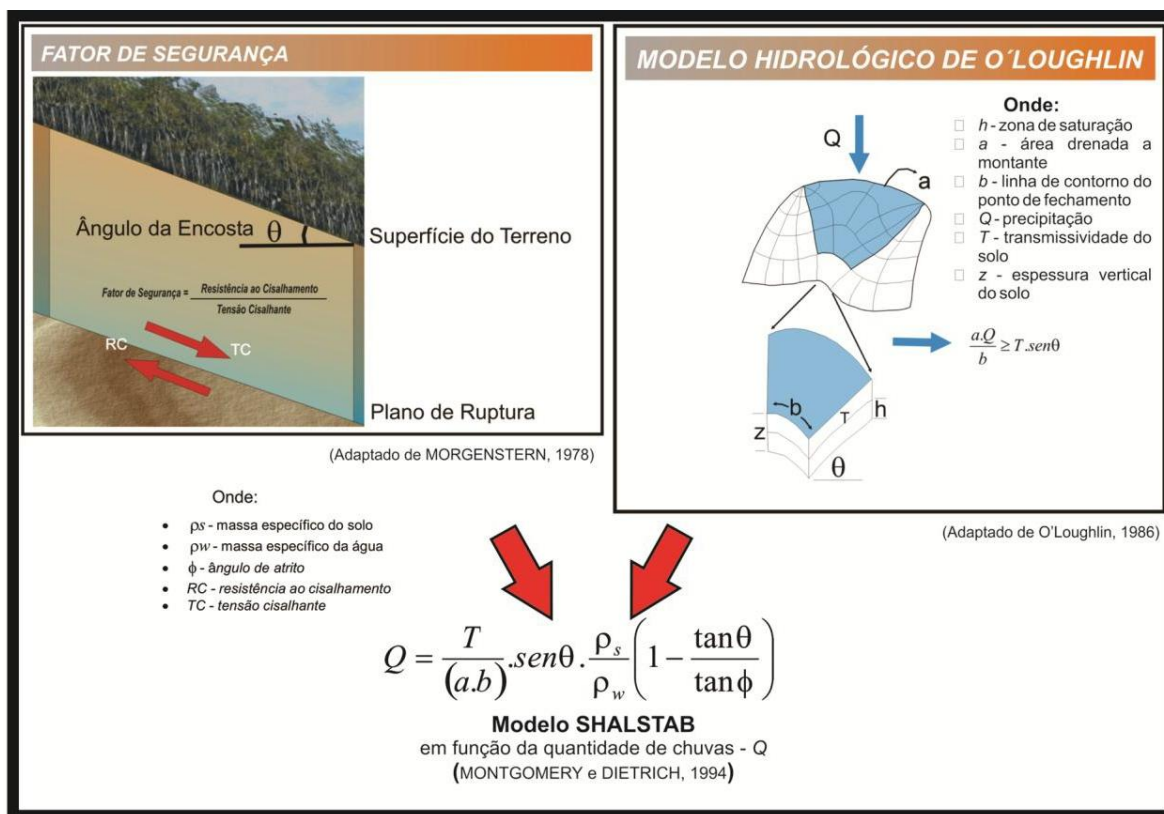 FATOR DE SEGURANÇA
Ângulo da Encosta θ
Superfície do Terreno
Fator de Segurança = Resistência ao Cisalhamento
Tensão Cisalhante
RC
TC
Plano de Ruptura
(Adaptado de MORGENSTERN, 1978)
MODELO HIDROLÓGICO DE O´LOUGHLIN
Q
a
b
T
h
z
θ
Onde:
h - zona de saturação
a - área drenada a
montante
b - linha de contorno do
ponto de fechamento
Q - precipitação
T - transmissividade do
solo
z - espessura vertical
do solo
a.Q/b ≥ T.senθ
(Adaptado de O'Loughlin, 1986)
Onde:
• ρs - massa específico do solo
• ρw - massa específico da água
• ϕ - ângulo de atrito
• RC - resistência ao cisalhamento
• TC - tensão cisalhante
Q = T/(a.b) .senθ . ρs/ρw (1 − tanθ/tanϕ)
Modelo SHALSTAB
em função da quantidade de chuvas - Q
(MONTGOMERY e DIETRICH, 1994)